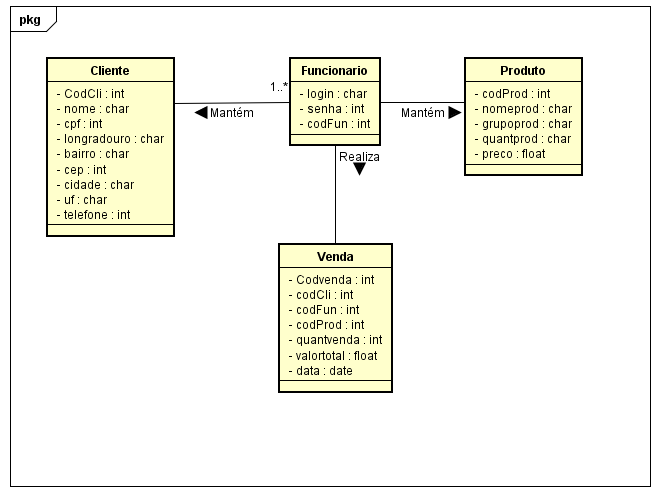 pkg
Cliente
- CodCli : int
- nome : char
- cpf : int
- longradouro : char
- bairro : char
- cep : int
- cidade : char
- uf : char
- telefone : int
1..*
Mantém
Funcionario
- login : char
- senha : int
- codFun : int
Mantém
Produto
- codProd : int
- nomeprod : char
- grupoprod : char
- quantprod : char
- preco : float
Realiza
Venda
- Codvenda : int
- codCli : int
- codFun : int
- codProd : int
- quantvenda : int
- valortotal : float
- data : date